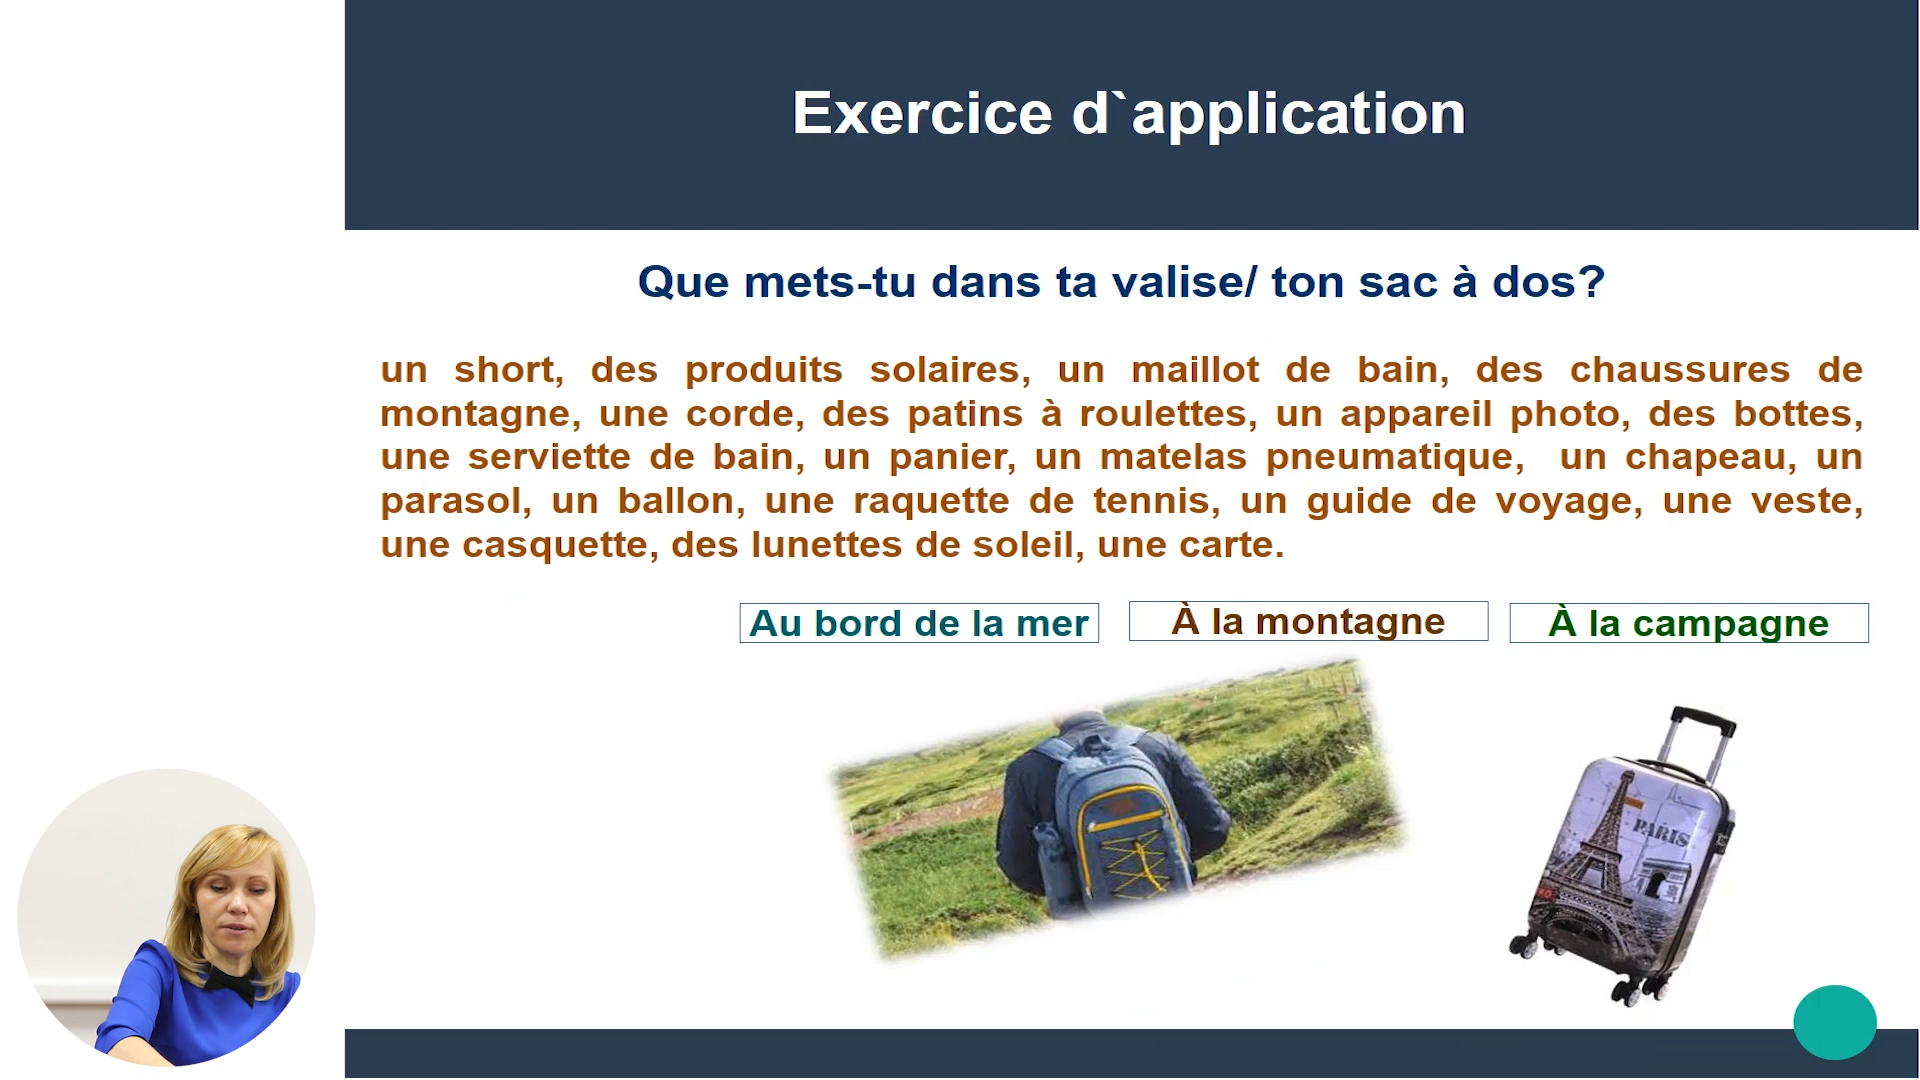 Exercice d`application
Que mets-tu dans ta valise/ ton sac à dos?
un short, des produits solaires, un maillot de bain, des chaussures de
montagne, une corde, des patins à roulettes, un appareil photo, des bottes,
une serviette de bain, un panier, un matelas pneumatique, un chapeau, un
parasol, un ballon, une raquette de tennis, un guide de voyage, une veste,
une casquette, des lunettes de soleil, une carte.
Au bord de la mer
À la montagne
À la campagne
PARIS